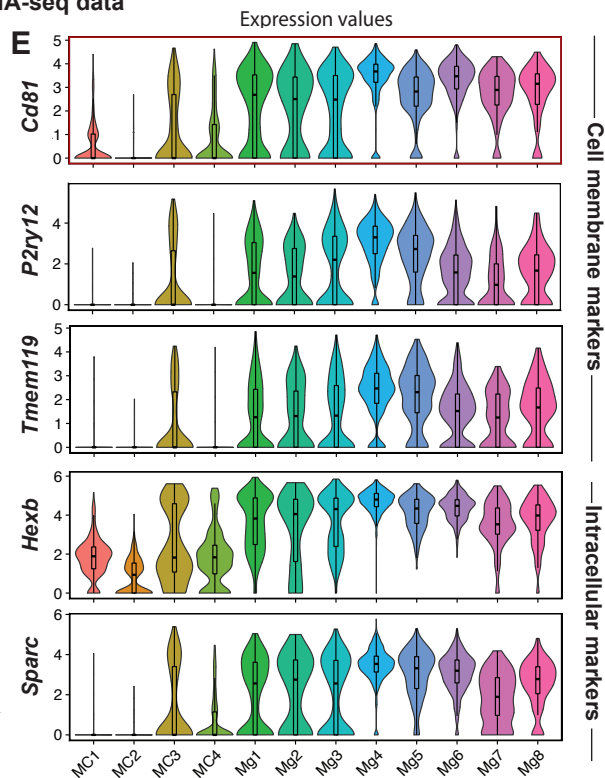 IA-seq data
Expression values
E
Cd81
5
4
3
2
1
0
P2ry12
4
2
0
Tmem119
5
4
3
2
1
0
Hexb
6
4
2
0
Sparc
6
4
2
0
MC1 MC2 MC3 MC4 Mg1 Mg2 Mg3 Mg4 Mg5 Mg6 Mg7 Mg8
Cell membrane markers
Intracellular markers